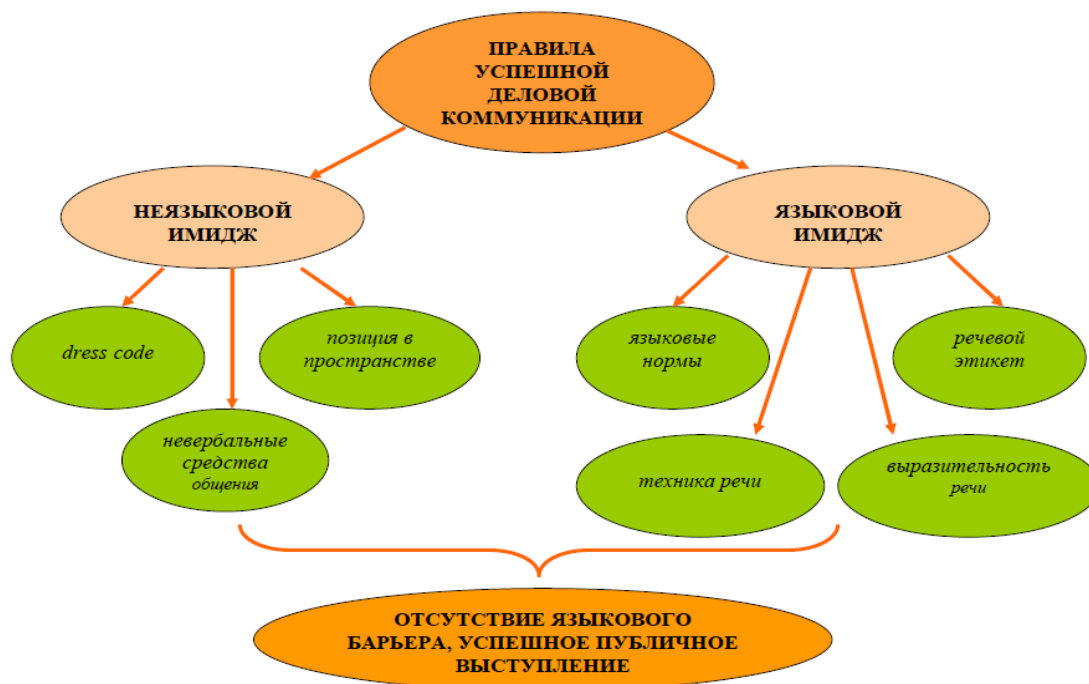 ПРАВИЛА
УСПЕШНОЙ
ДЕЛОВОЙ
КОММУНИКАЦИИ
НЕЯЗЫКОВОЙ
ИМИДЖ
ЯЗЫКОВОЙ
ИМИДЖ
dress code
позиция в
пространстве
языковые
нормы
речевой
этикет
невербальные
средства
общения
техника речи
выразительность
речи
ОТСУТСТВИЕ ЯЗЫКОВОГО
БАРЬЕРА, УСПЕШНОЕ ПУБЛИЧНОЕ
ВЫСТУПЛЕНИЕ